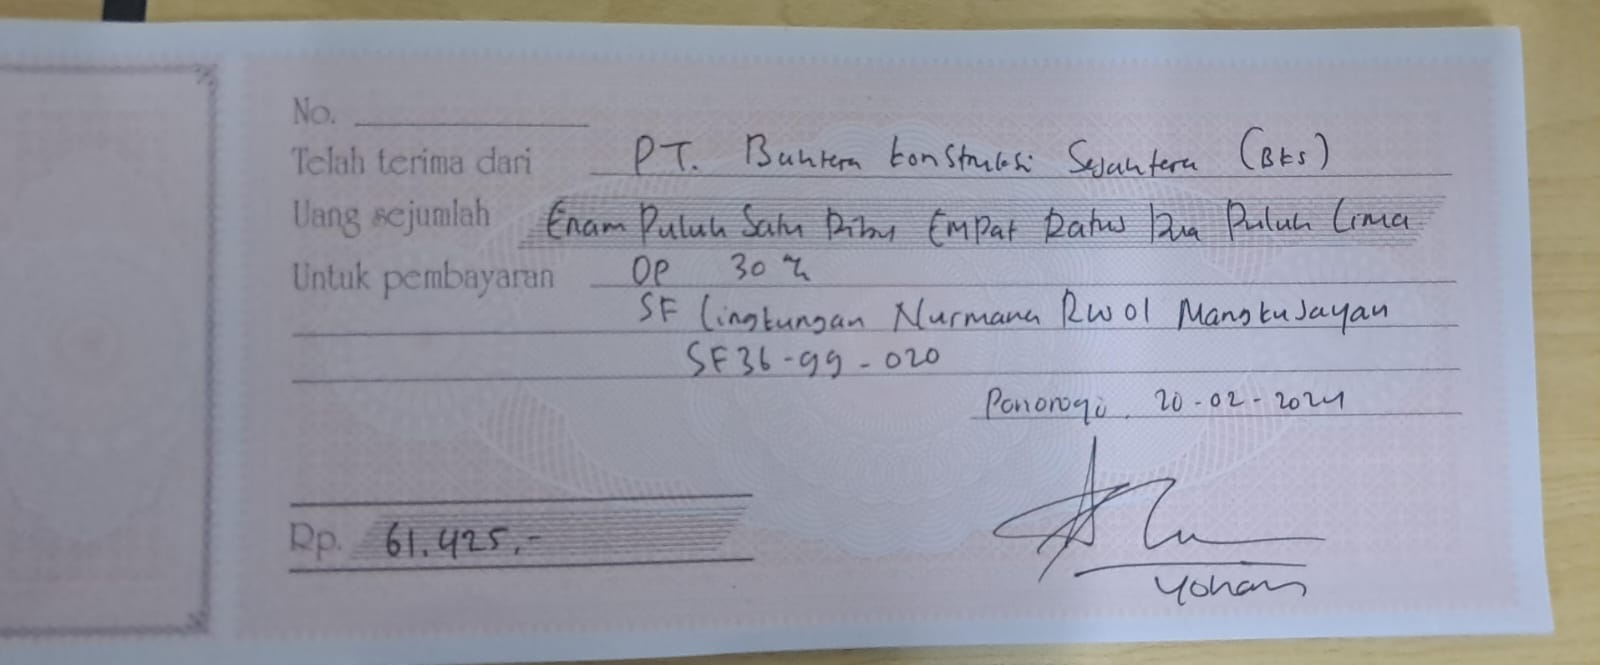 No.
Telah terima dari PT. Bahtera Konstruksi Sejahtera (BKS)
Uang sejumlah Enam Puluh Satu Ribu Empat Ratus Dua Puluh Lima
Untuk pembayaran OP 30 %
SF Lingkungan Nurmana RW 01 Mangkujayan
SF36-99-020
Ponorogo, 20-02-2024
Rp. 61.425,-
Yohans